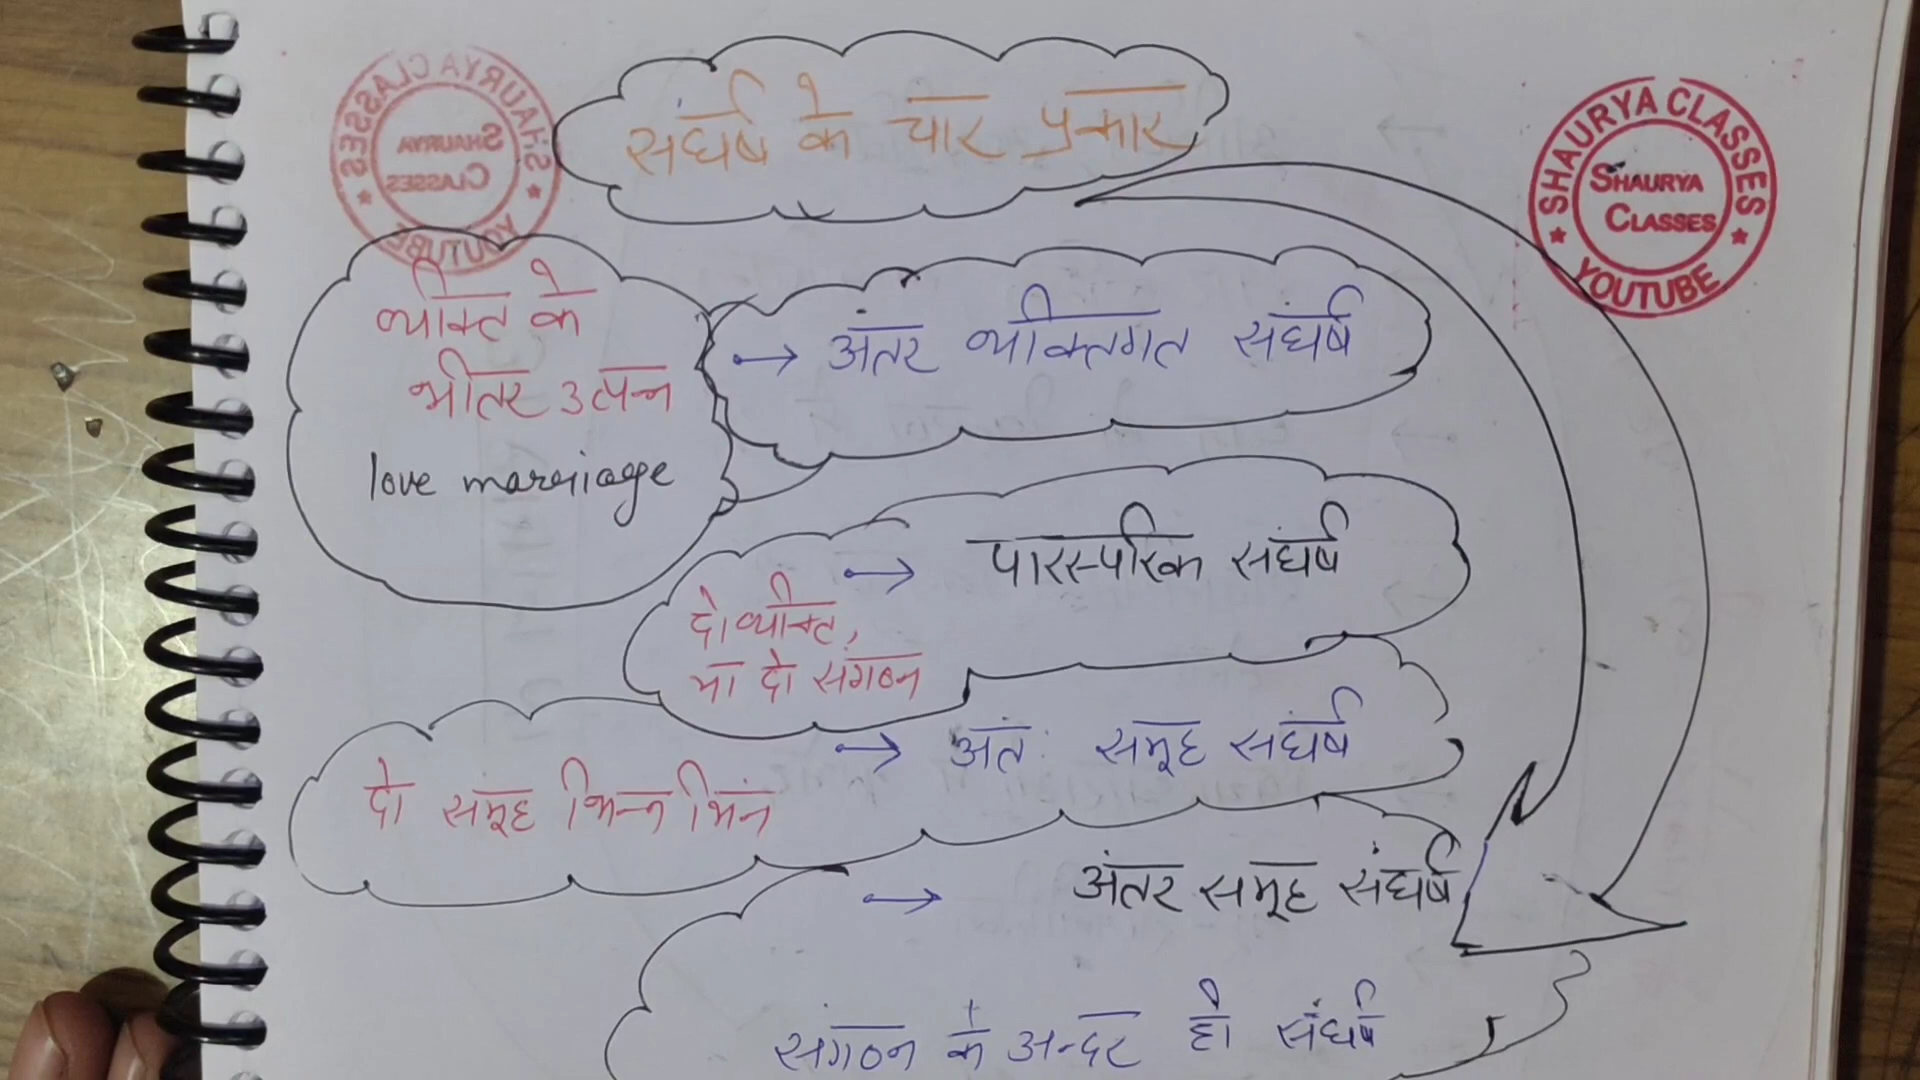 संघर्ष के चार प्रकार
SHAURYA CLASSES
YOUTUBE
SHAURYA
CLASSES
SHAURYA CLASSES
YOUTUBE
SHAURYA
CLASSES
व्यक्ति के
भीतर उत्पन्न
love marriage
→ अंतर व्यक्तिगत संघर्ष
→ पारस्परिक संघर्ष
दो व्यक्ति,
या दो संगठन
→ अंत: समूह संघर्ष
दो समूह भिन्न भिंन
→ अंतर समूह संघर्ष
संगठन के अन्दर ही संघर्ष